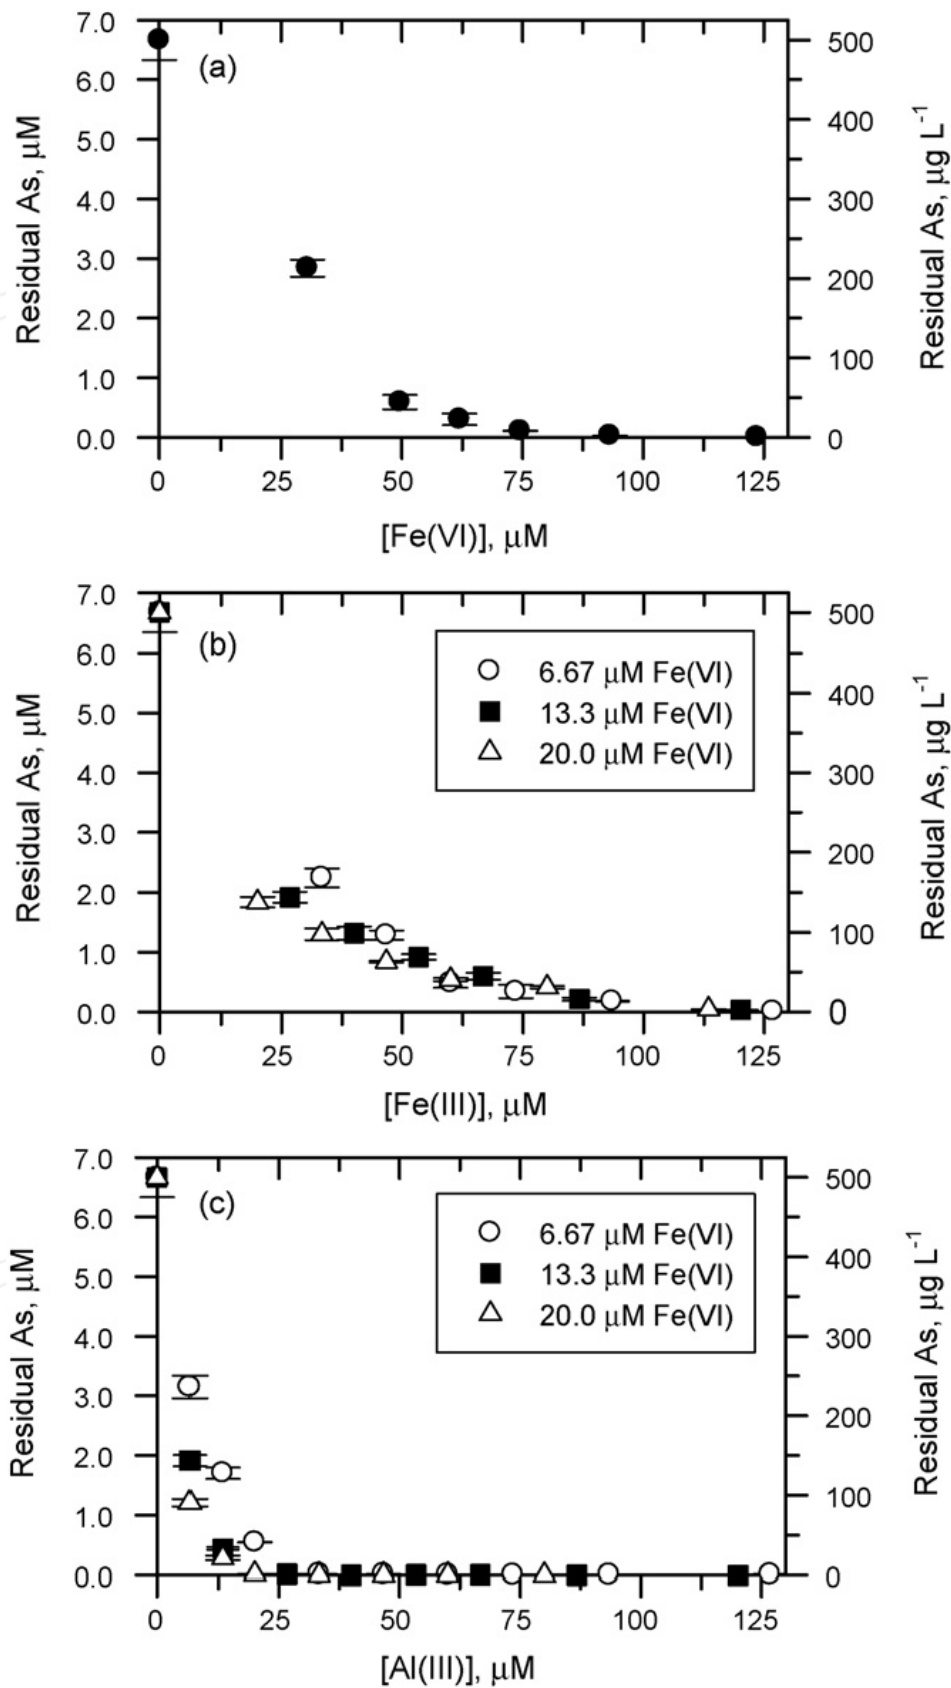 (a)
7.0
6.0
5.0
4.0
3.0
2.0
1.0
0.0
Residual As, μM
500
400
300
200
100
0
Residual As, μg L⁻¹
0 25 50 75 100 125
[Fe(VI)], μM
(b)
7.0
6.0
5.0
4.0
3.0
2.0
1.0
0.0
Residual As, μM
6.67 μM Fe(VI)
13.3 μM Fe(VI)
20.0 μM Fe(VI)
500
400
300
200
100
0
Residual As, μg L⁻¹
0 25 50 75 100 125
[Fe(III)], μM
(c)
7.0
6.0
5.0
4.0
3.0
2.0
1.0
0.0
Residual As, μM
6.67 μM Fe(VI)
13.3 μM Fe(VI)
20.0 μM Fe(VI)
500
400
300
200
100
0
Residual As, μg L⁻¹
0 25 50 75 100 125
[Al(III)], μM